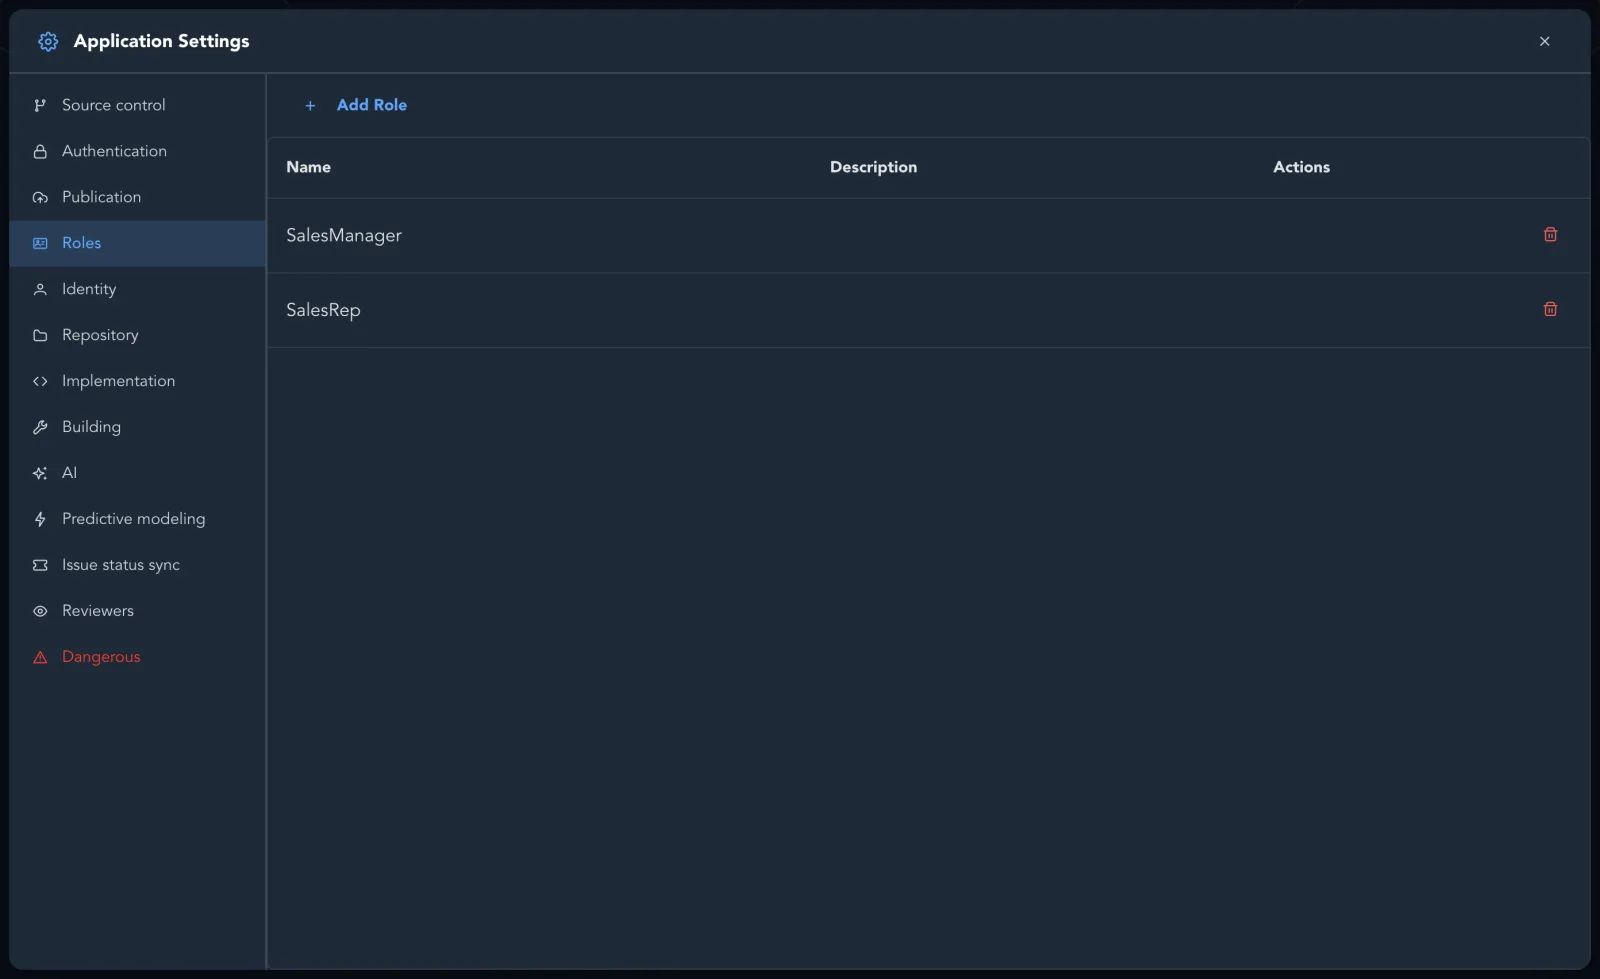 Application Settings
Source control
Authentication
Publication
Roles
Identity
Repository
Implementation
Building
AI
Predictive modeling
Issue status sync
Reviewers
Dangerous
+ Add Role
Name Description Actions
SalesManager
SalesRep